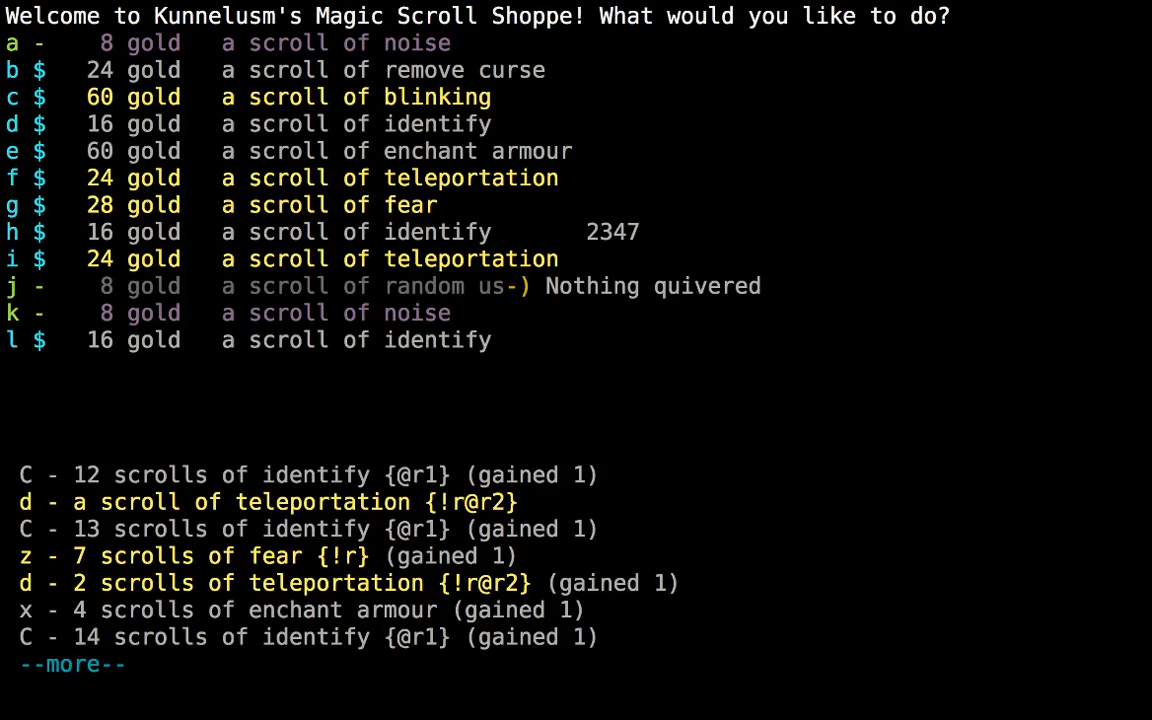 Welcome to Kunnelusm's Magic Scroll Shoppe! What would you like to do?
a - 8 gold a scroll of noise
b $ 24 gold a scroll of remove curse
c $ 60 gold a scroll of blinking
d $ 16 gold a scroll of identify
e $ 60 gold a scroll of enchant armour
f $ 24 gold a scroll of teleportation
g $ 28 gold a scroll of fear
h $ 16 gold a scroll of identify 2347
i $ 24 gold a scroll of teleportation
j - 8 gold a scroll of random us-) Nothing quivered
k - 8 gold a scroll of noise
l $ 16 gold a scroll of identify
C - 12 scrolls of identify {@r1} (gained 1)
d - a scroll of teleportation {!r@r2}
C - 13 scrolls of identify {@r1} (gained 1)
z - 7 scrolls of fear {!r} (gained 1)
d - 2 scrolls of teleportation {!r@r2} (gained 1)
x - 4 scrolls of enchant armour (gained 1)
C - 14 scrolls of identify {@r1} (gained 1)
--more--